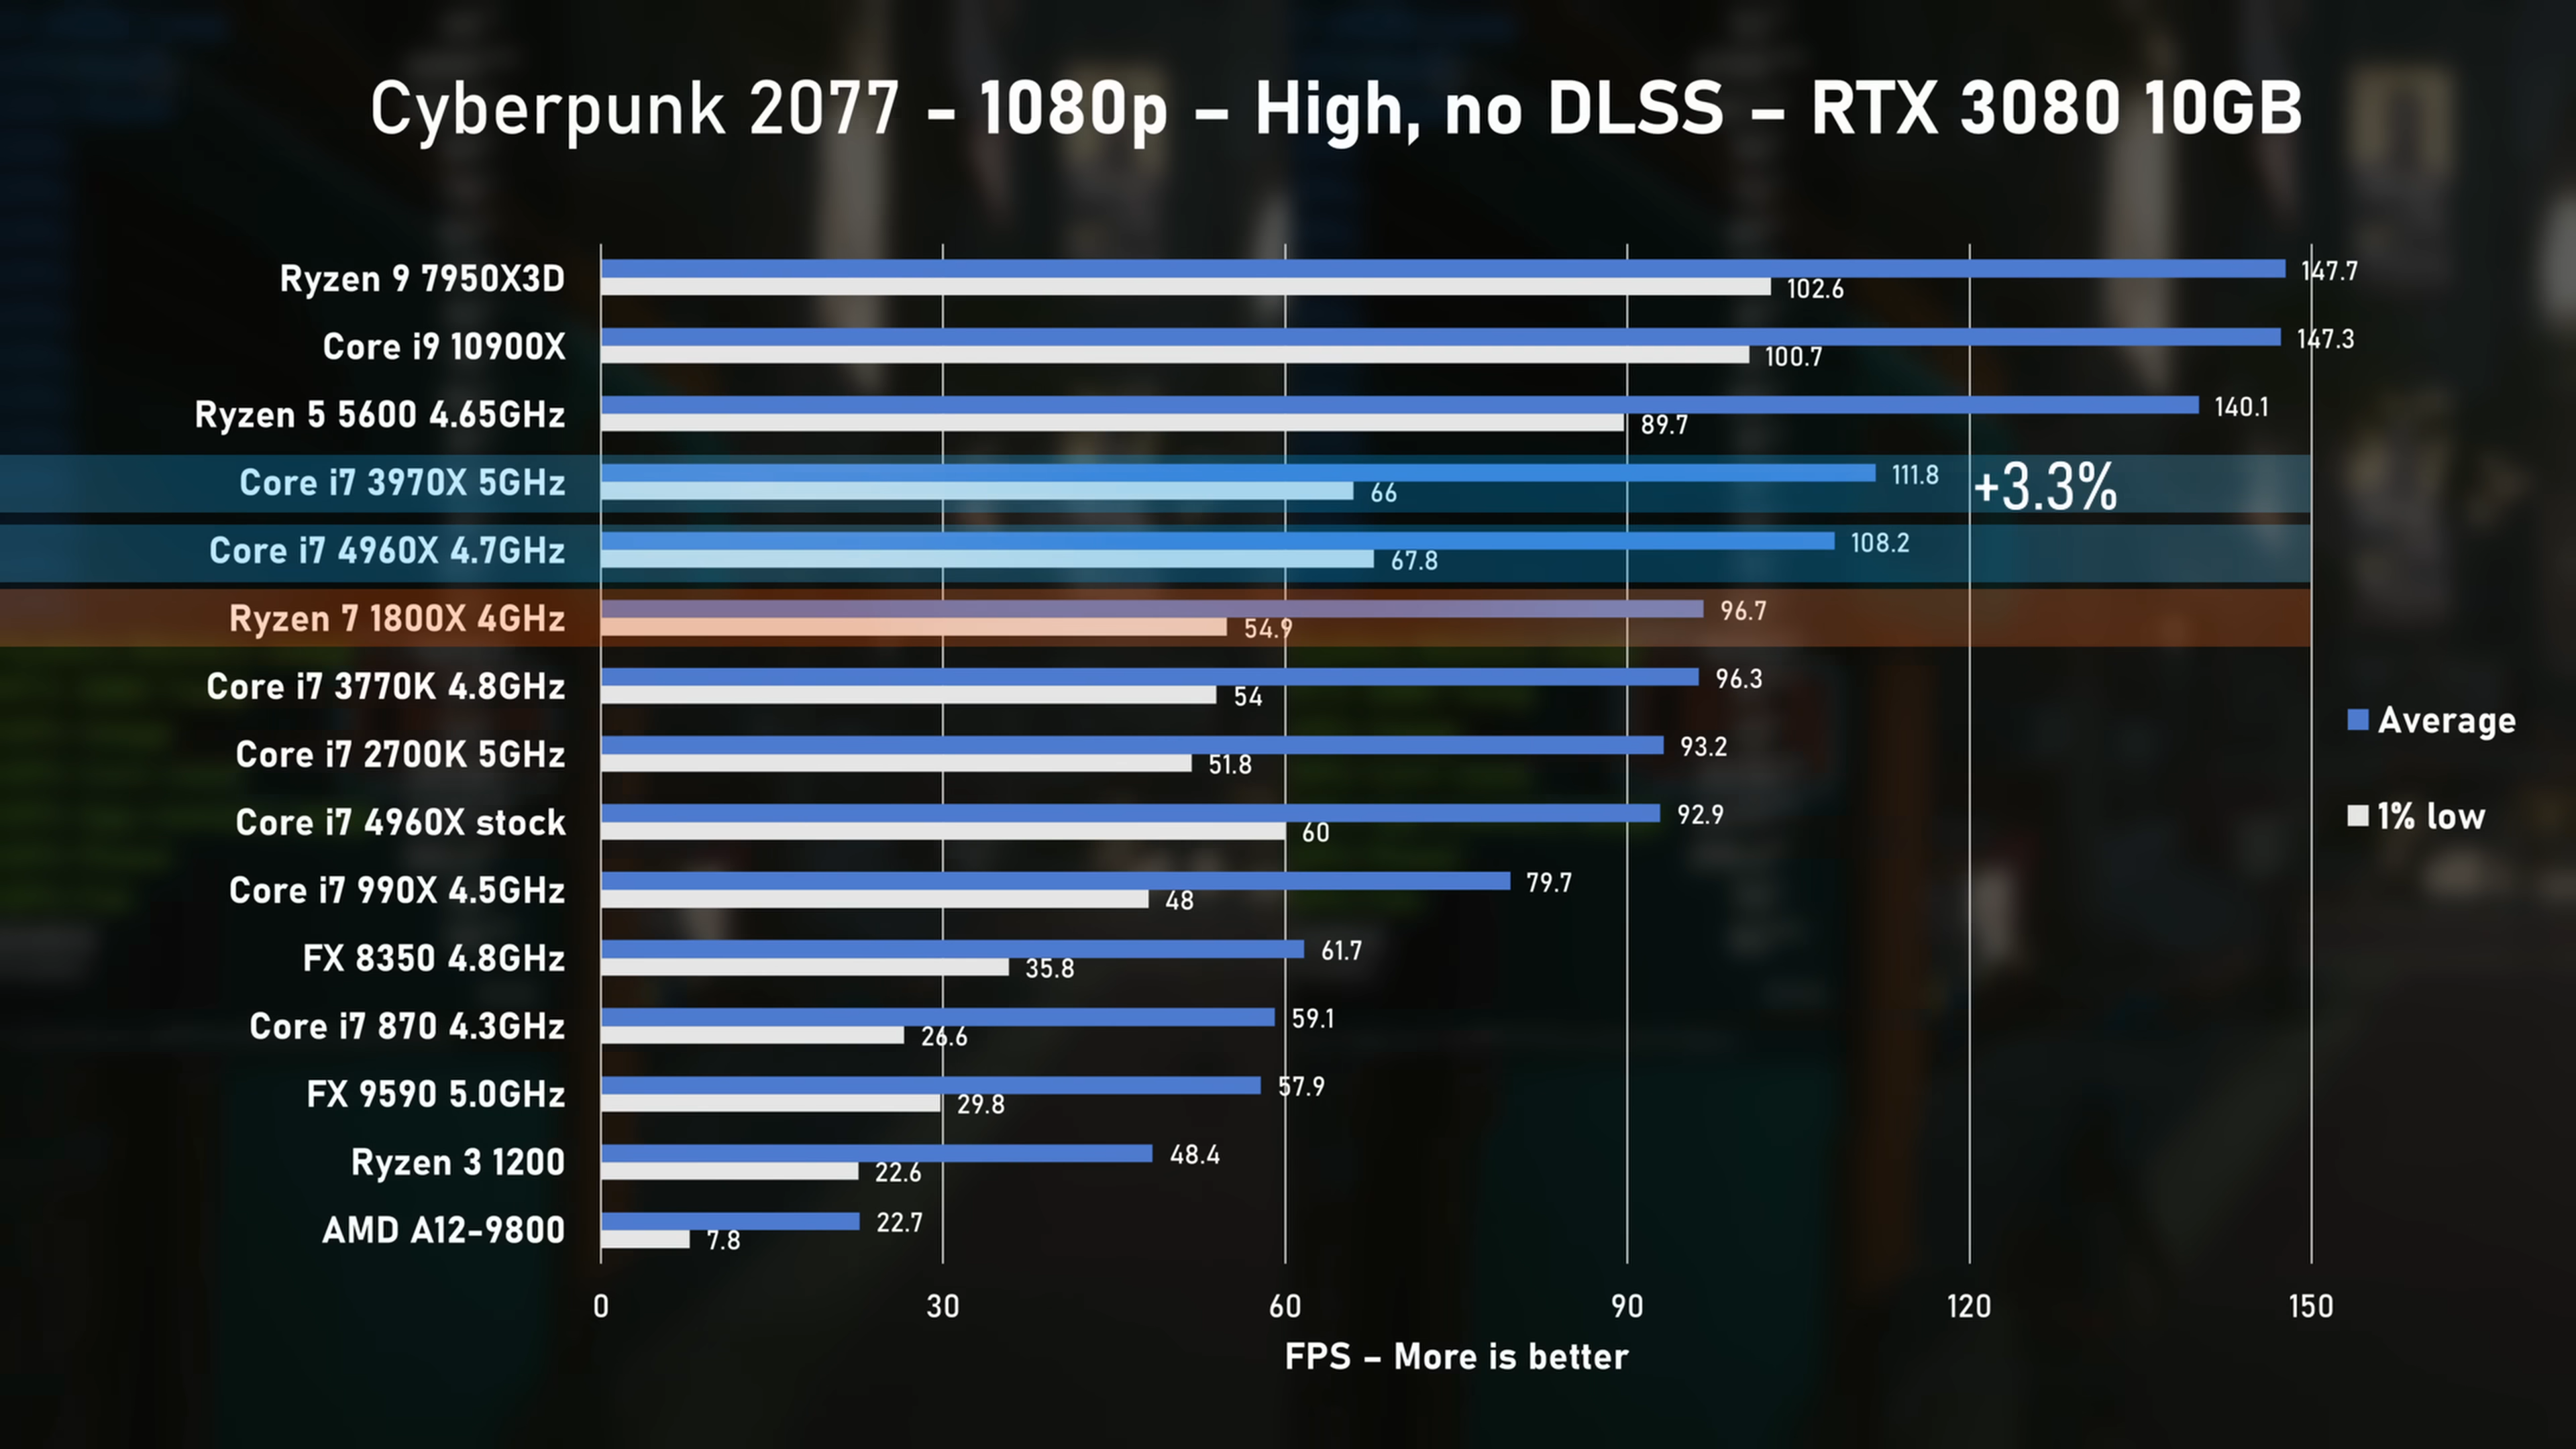 Cyberpunk 2077 - 1080p – High, no DLSS – RTX 3080 10GB
Ryzen 9 7950X3D 147.7
102.6
Core i9 10900X 147.3
100.7
Ryzen 5 5600 4.65GHz 140.1
89.7
Core i7 3970X 5GHz 111.8 +3.3%
66
Core i7 4960X 4.7GHz 108.2
67.8
Ryzen 7 1800X 4GHz 96.7
54.9
Core i7 3770K 4.8GHz 96.3
54
Core i7 2700K 5GHz 93.2
51.8
Core i7 4960X stock 92.9
60
Core i7 990X 4.5GHz 79.7
48
FX 8350 4.8GHz 61.7
35.8
Core i7 870 4.3GHz 59.1
26.6
FX 9590 5.0GHz 57.9
29.8
Ryzen 3 1200 48.4
22.6
AMD A12-9800 22.7
7.8
0 30 60 90 120 150
FPS – More is better
Average
1% low